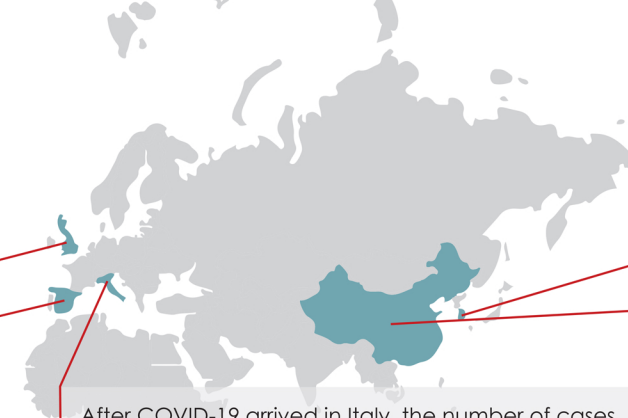 After COVID-19 arrived in Italy, the number of cases